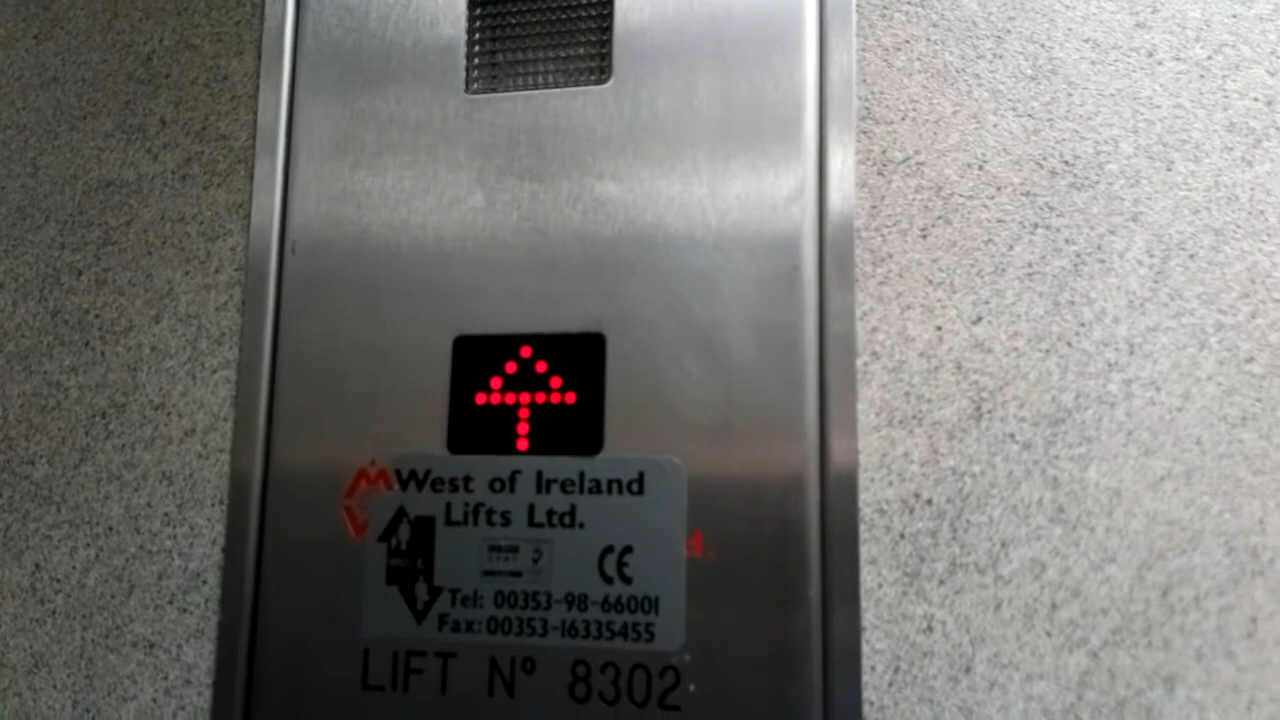 West of Ireland
Lifts Ltd.
CE
Tel: 00353-98-66001
Fax: 00353-16335455
d.
LIFT Nº 8302